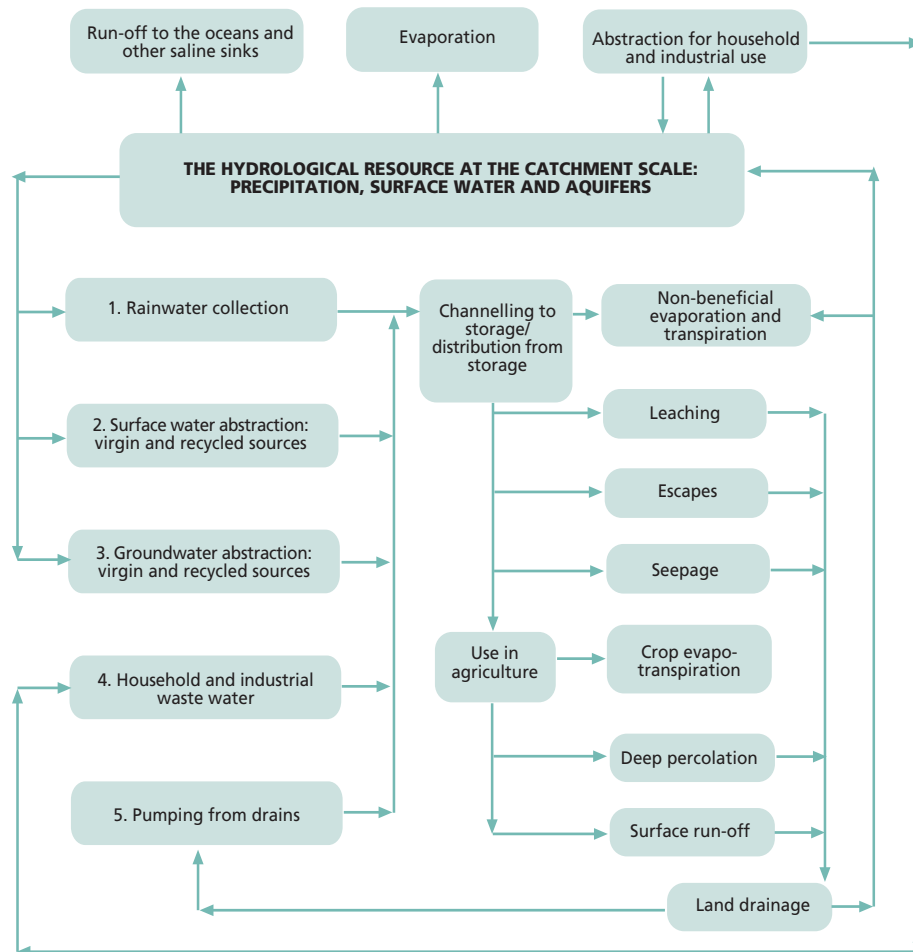 Run-off to the oceans and
other saline sinks
Evaporation
Abstraction for household
and industrial use
THE HYDROLOGICAL RESOURCE AT THE CATCHMENT SCALE:
PRECIPITATION, SURFACE WATER AND AQUIFERS
1. Rainwater collection
Channelling to
storage/
distribution from
storage
Non-beneficial
evaporation and
transpiration
2. Surface water abstraction:
virgin and recycled sources
Leaching
Escapes
3. Groundwater abstraction:
virgin and recycled sources
Seepage
4. Household and industrial
waste water
Use in
agriculture
Crop evapo-
transpiration
5. Pumping from drains
Deep percolation
Surface run-off
Land drainage